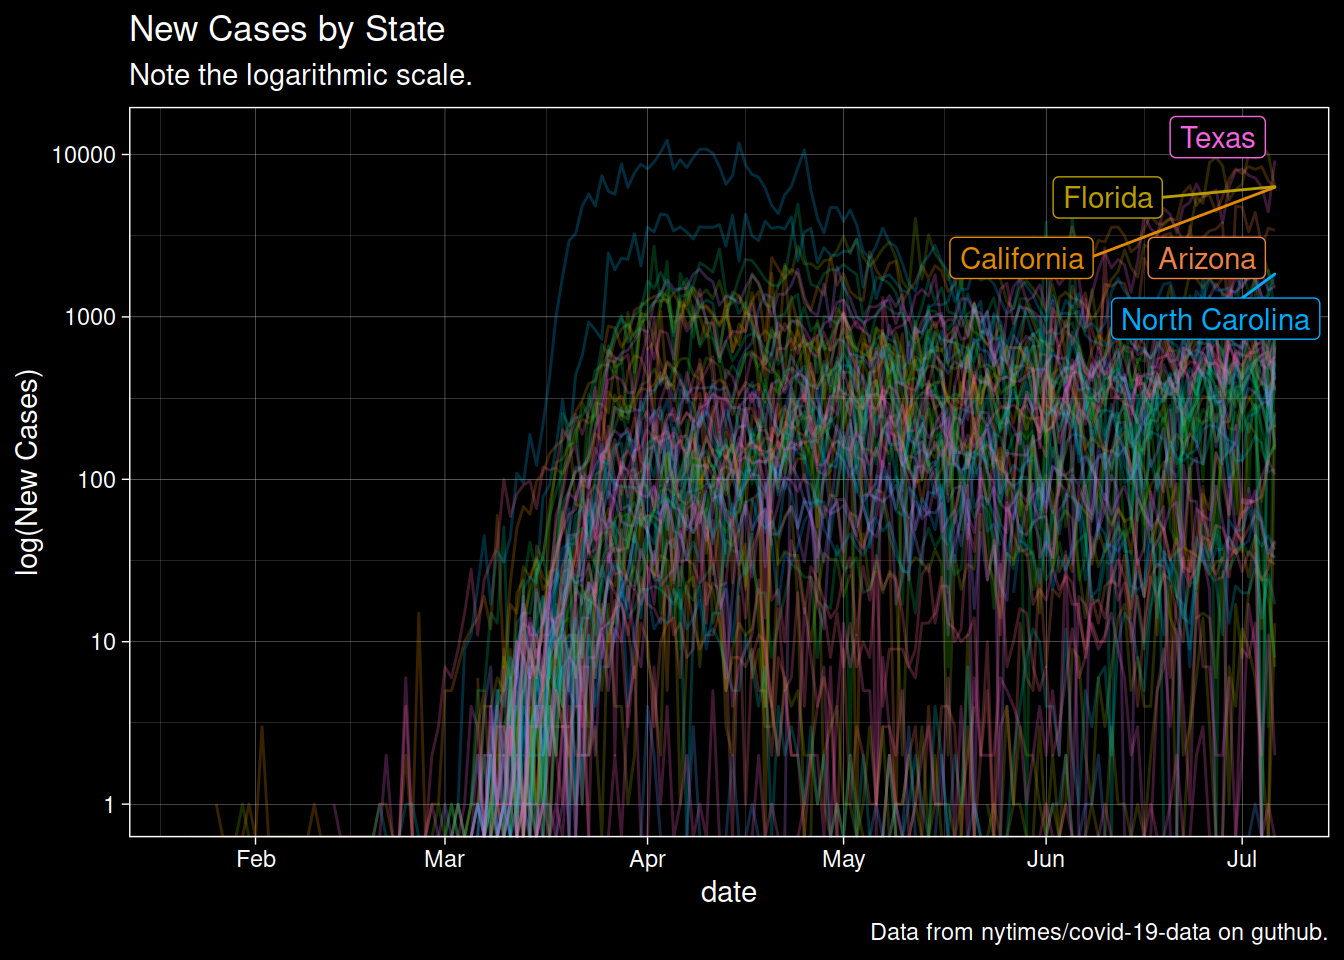 New Cases by State
Note the logarithmic scale.
Texas
10000
Florida
California
Arizona
North Carolina
1000
log(New Cases)
100
10
1
Feb
Mar
Apr
May
Jun
Jul
date
Data from nytimes/covid-19-data on guthub.